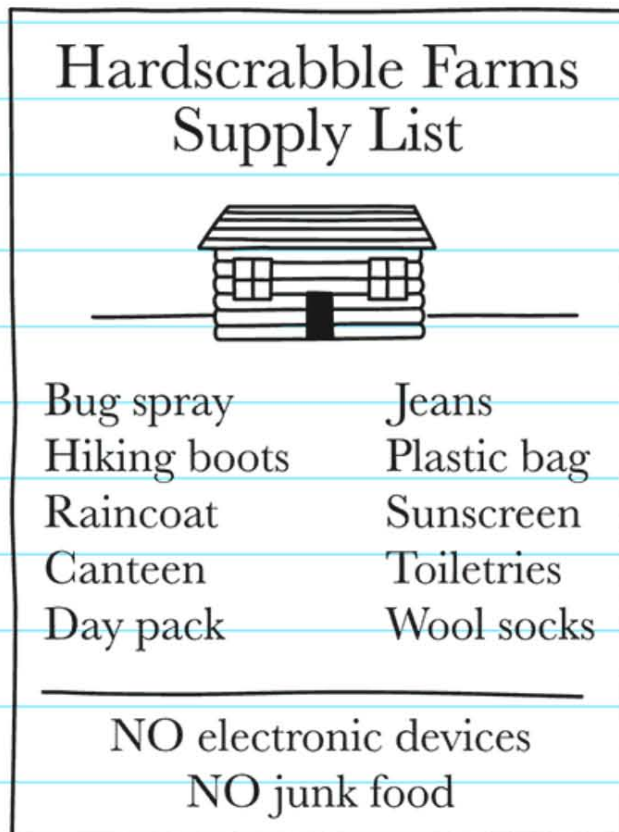 Hardscrabble Farms
Supply List
Bug spray
Hiking boots
Raincoat
Canteen
Day pack
Jeans
Plastic bag
Sunscreen
Toiletries
Wool socks
NO electronic devices
NO junk food